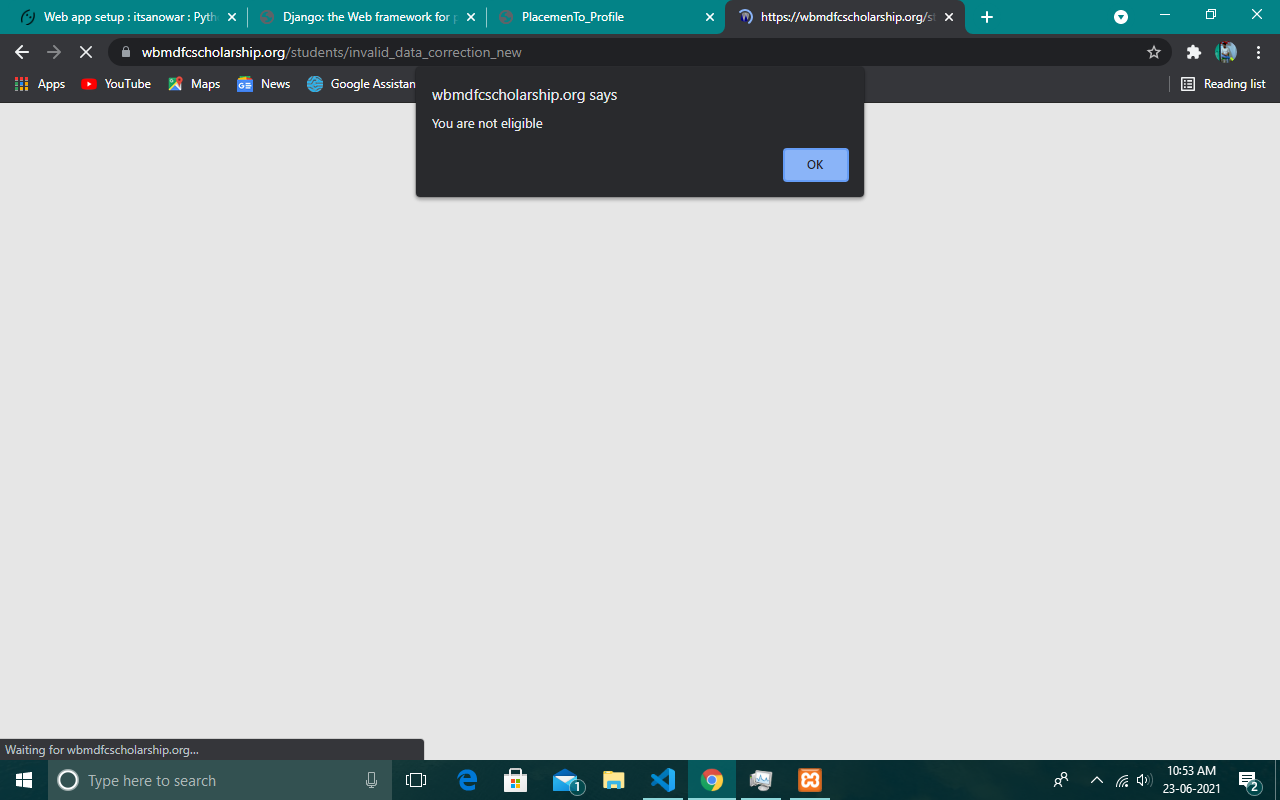 Web app setup : itsanowar : Pyth
Django: the Web framework for p
PlacemenTo_Profile
https://wbmdfcscholarship.org/st
wbmdfcscholarship.org/students/invalid_data_correction_new
Apps
YouTube
Maps
News
Google Assistan
Reading list
wbmdfcscholarship.org says
You are not eligible
OK
Waiting for wbmdfcscholarship.org...
Type here to search
1
10:53 AM
23-06-2021
2